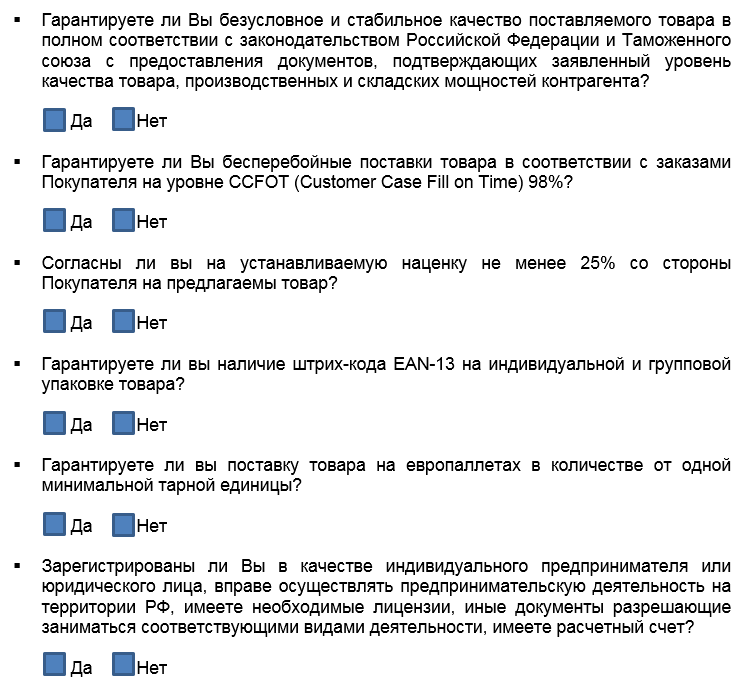 ▪ Гарантируете ли Вы безусловное и стабильное качество поставляемого товара в
полном соответствии с законодательством Российской Федерации и Таможенного
союза с предоставления документов, подтверждающих заявленный уровень
качества товара, производственных и складских мощностей контрагента?
Да Нет
▪ Гарантируете ли Вы бесперебойные поставки товара в соответствии с заказами
Покупателя на уровне CCFOT (Customer Case Fill on Time) 98%?
Да Нет
▪ Согласны ли вы на устанавливаемую наценку не менее 25% со стороны
Покупателя на предлагаемы товар?
Да Нет
▪ Гарантируете ли вы наличие штрих-кода EAN-13 на индивидуальной и групповой
упаковке товара?
Да Нет
▪ Гарантируете ли вы поставку товара на европаллетах в количестве от одной
минимальной тарной единицы?
Да Нет
▪ Зарегистрированы ли Вы в качестве индивидуального предпринимателя или
юридического лица, вправе осуществлять предпринимательскую деятельность на
территории РФ, имеете необходимые лицензии, иные документы разрешающие
заниматься соответствующими видами деятельности, имеете расчетный счет?
Да Нет